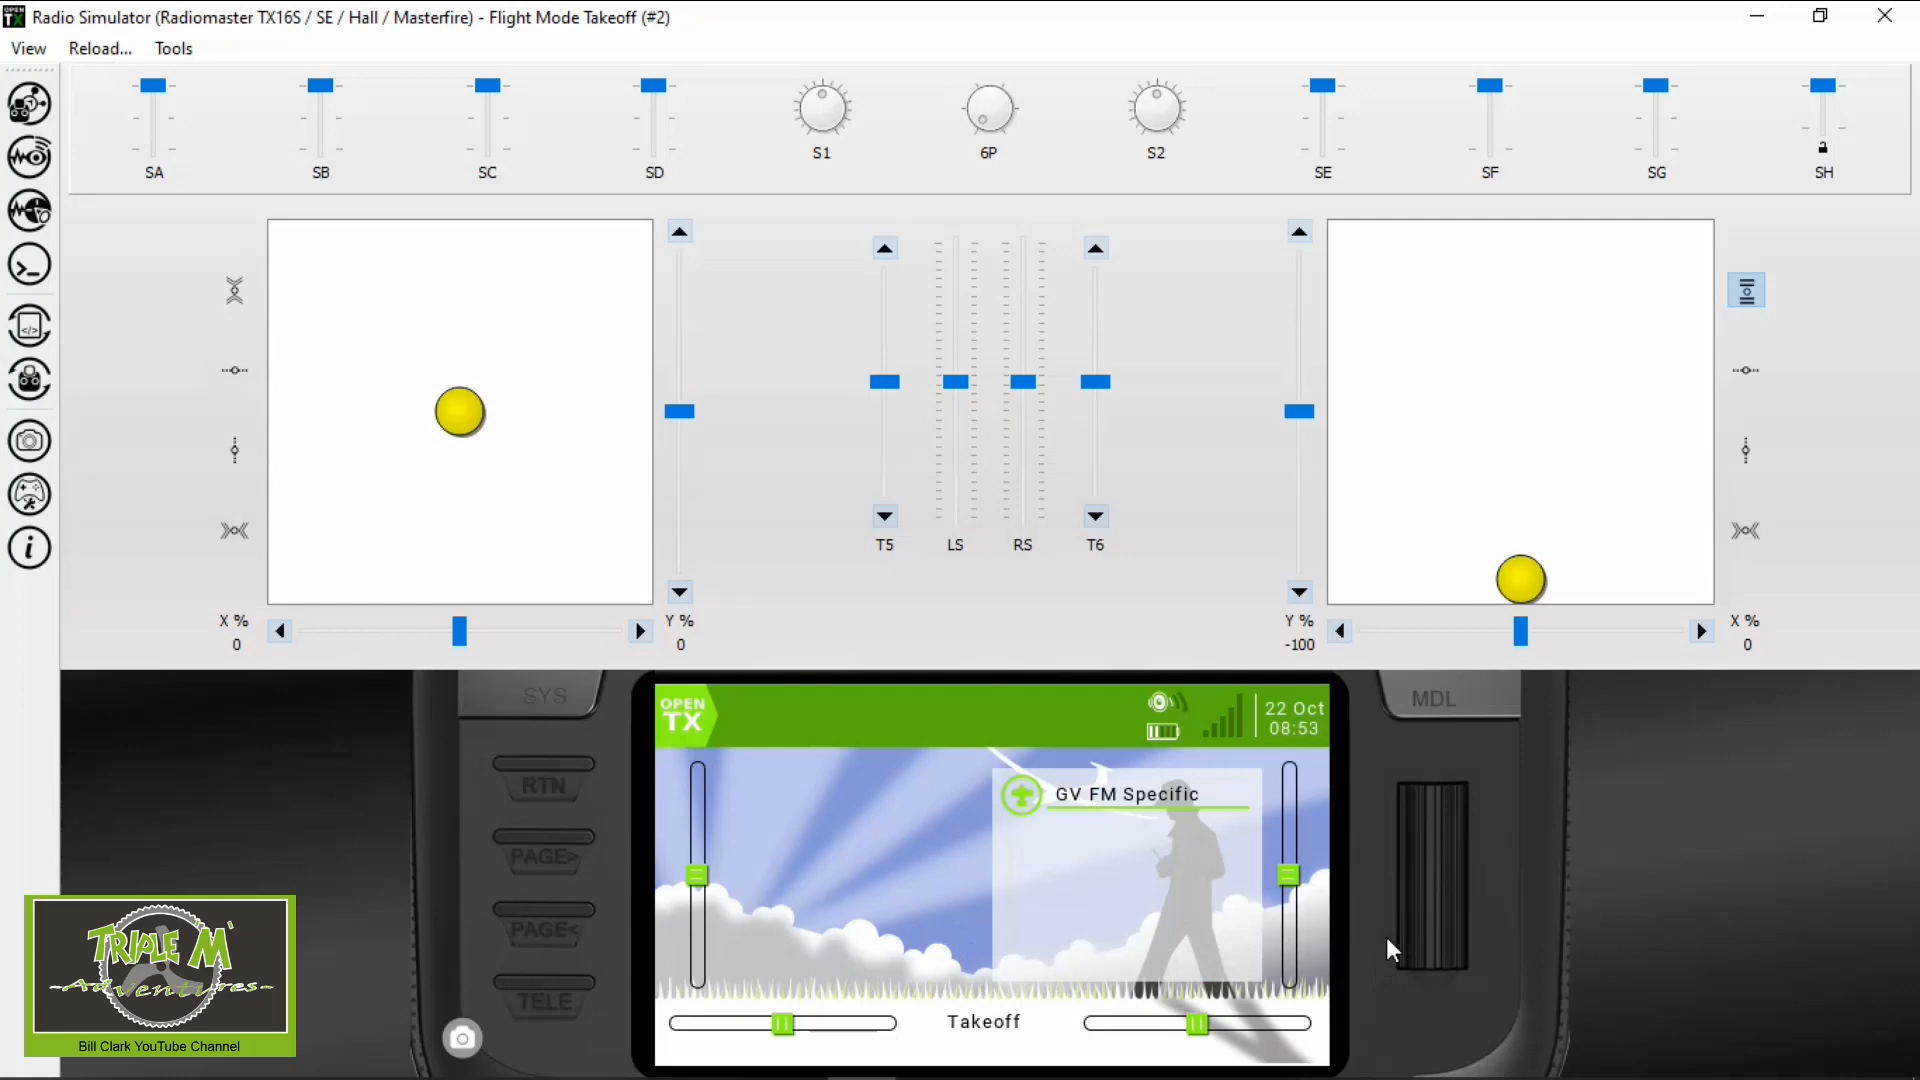 OPEN TX
Radio Simulator (Radiomaster TX16S / SE / Hall / Masterfire) - Flight Mode Takeoff (#2)
View Reload... Tools
SA SB SC SD S1 6P S2 SE SF SG SH
T5 LS RS T6
X %
0
Y %
0
Y %
-100
X %
0
SYS
RTN
PAGE>
PAGE<
TELE
MDL
OPEN
TX
22 Oct
08:53
GV FM Specific
Takeoff
TRIPLE M
-Adventures-
Bill Clark YouTube Channel